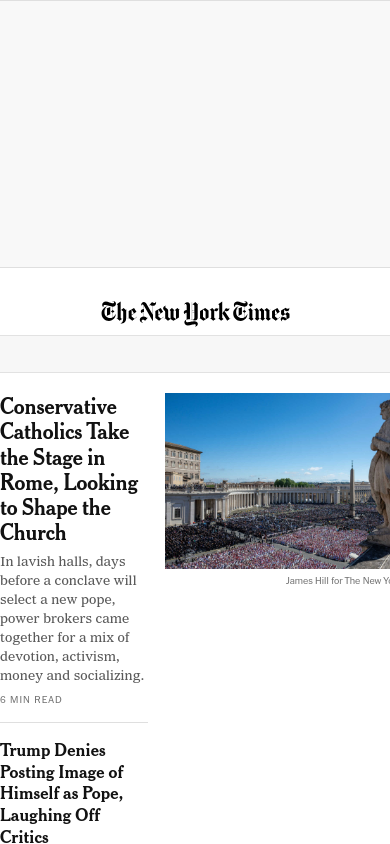 The New York Times
Conservative
Catholics Take
the Stage in
Rome, Looking
to Shape the
Church
In lavish halls, days
before a conclave will
select a new pope,
power brokers came
together for a mix of
devotion, activism,
money and socializing.
6 MIN READ
James Hill for The New Yo
Trump Denies
Posting Image of
Himself as Pope,
Laughing Off
Critics